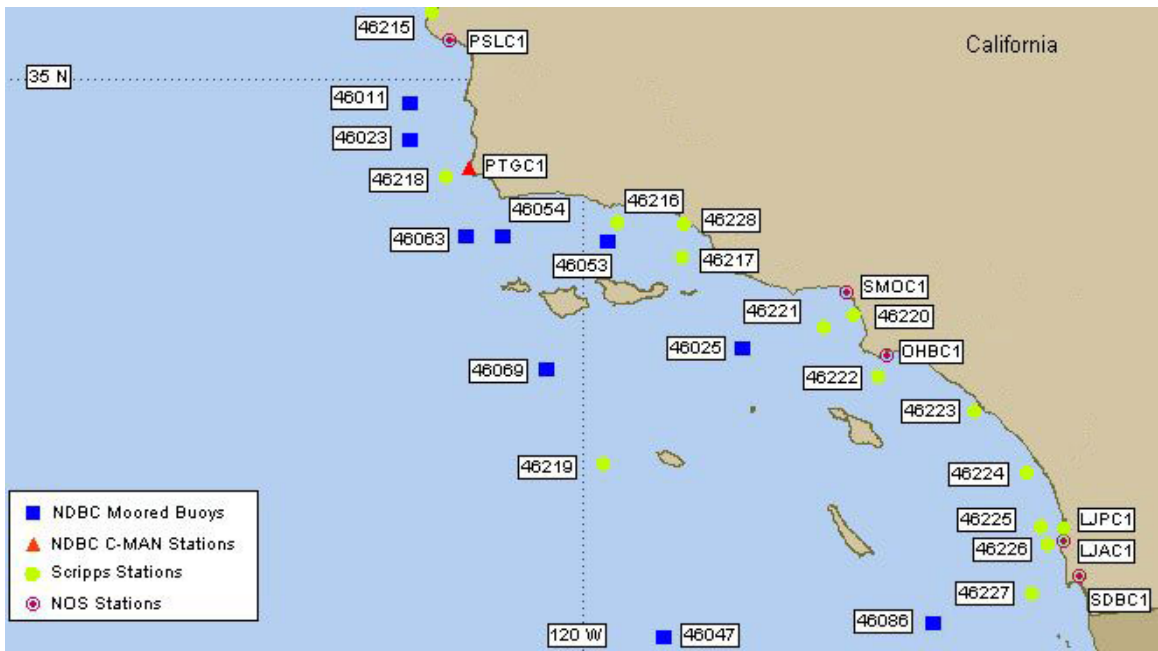 46215
PSLC1
California
35 N
46011
46023
PTGC1
46218
46054
46216
46228
46063
46053
46217
SMOC1
46221
46220
46025
OHBC1
46069
46222
46223
46219
46224
NDBC Moored Buoys
NDBC C-MAN Stations
Scripps Stations
NOS Stations
46225
LJPC1
46226
LJAC1
46227
SDBC1
46086
120 W
46047